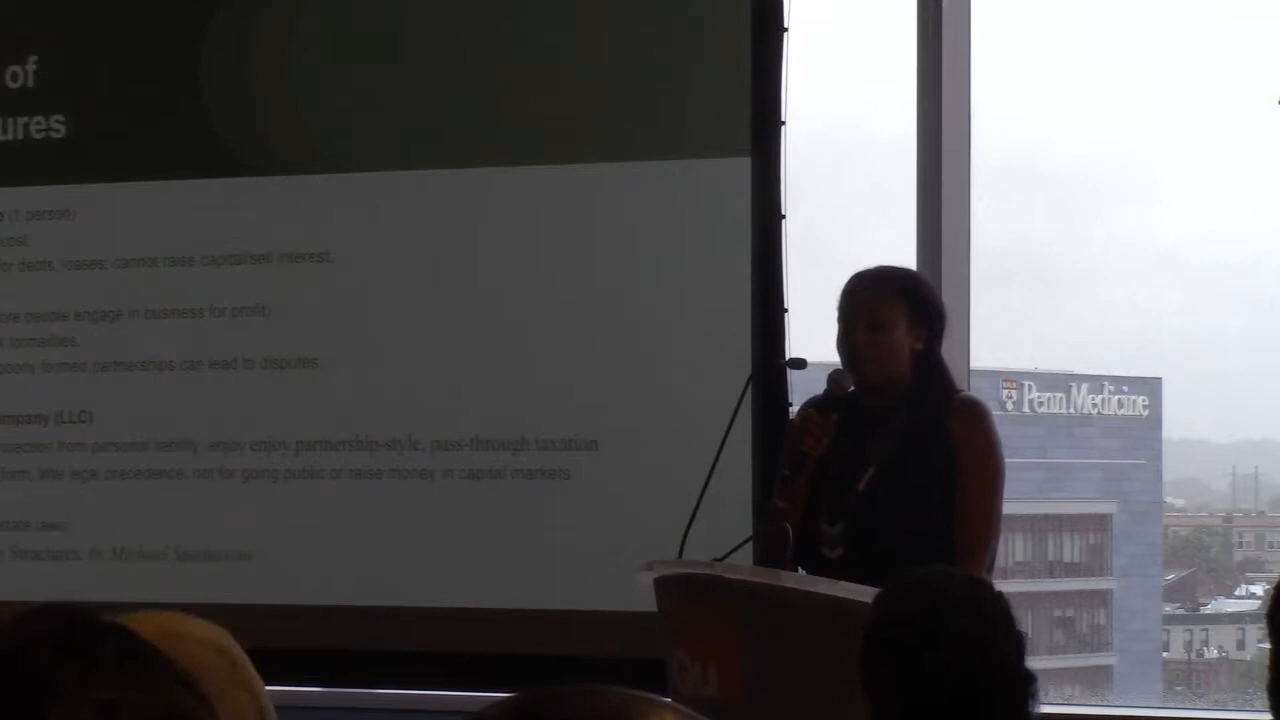 of
ures
(1 person)
cost.
for debts, losses, cannot raise capital/sell interest.
ore people engage in business for profit)
formalities.
poorly formed partnerships can lead to disputes
mpany (LLC)
from personal liability enjoy enjoy partnership-style, pass-through taxation
form, little legal precedence, not for going public or raise money in capital markets
state laws
Structures, by Michael
Penn Medicine